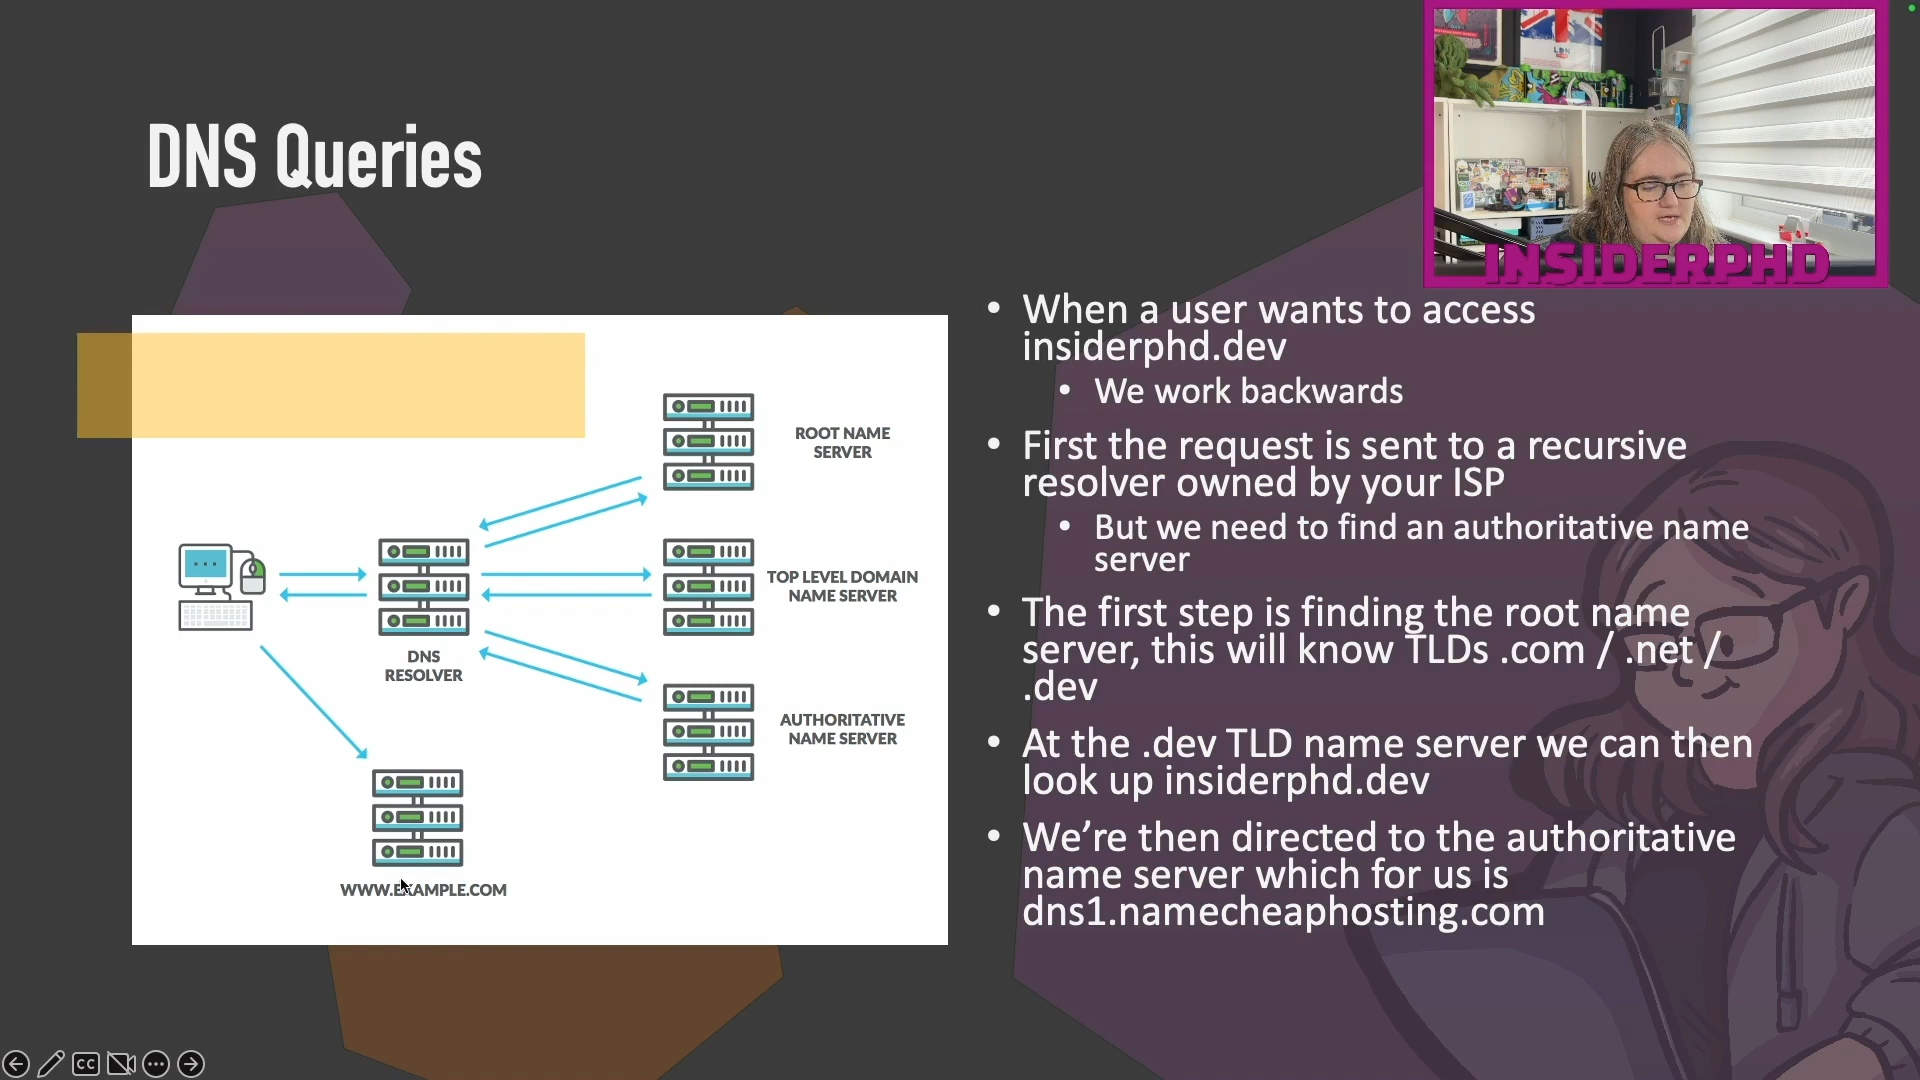 DNS Queries
LDN
INSIDERPHD
ROOT NAME
SERVER
TOP LEVEL DOMAIN
NAME SERVER
DNS
RESOLVER
AUTHORITATIVE
NAME SERVER
WWW.EXAMPLE.COM
• When a user wants to access
insiderphd.dev
• We work backwards
• First the request is sent to a recursive
resolver owned by your ISP
• But we need to find an authoritative name
server
• The first step is finding the root name
server, this will know TLDs .com / .net /
.dev
• At the .dev TLD name server we can then
look up insiderphd.dev
• We’re then directed to the authoritative
name server which for us is
dns1.namecheaphosting.com
CC